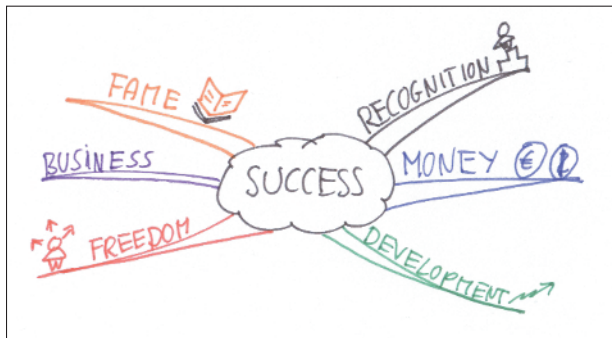 FAME
RECOGNITION
BUSINESS
SUCCESS
MONEY €
FREEDOM
DEVELOPMENT